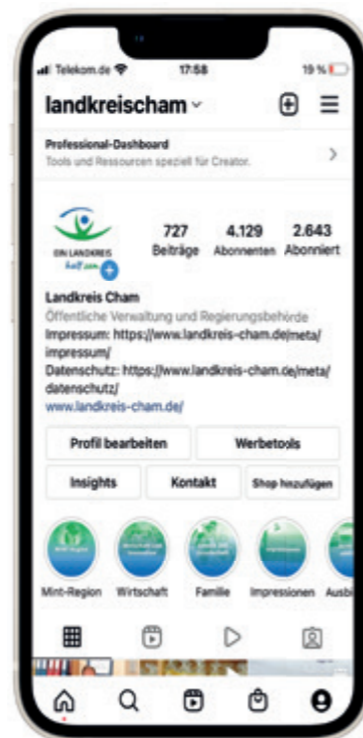 Telekom.de 17:58 19 %
landkreischam
Professional-Dashboard
Tools und Ressourcen speziell für Creator.
727 4.129 2.643
Beiträge Abonnenten Abonniert
EIN LANDKREIS
Landkreis Cham
Öffentliche Verwaltung und Regierungsbehörde
Impressum: https://www.landkreis-cham.de/meta/
impressum/
Datenschutz: https://www.landkreis-cham.de/meta/
datenschutz/
www.landkreis-cham.de/
Profil bearbeiten Werbetools
Insights Kontakt Shop hinzufügen
Mint-Region Wirtschaft Familie Impressionen Ausbi